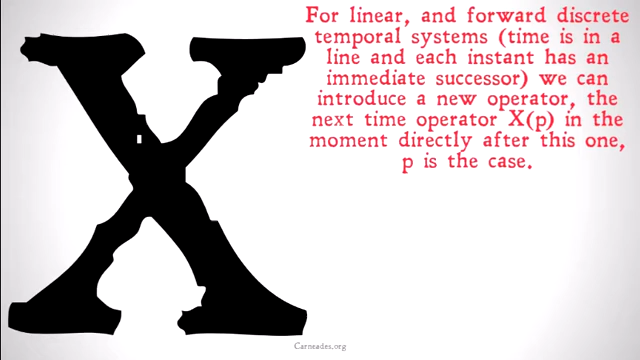 X
For linear, and forward discrete
temporal systems (time is in a
line and each instant has an
immediate successor) we can
introduce a new operator, the
next time operator X(p) in the
moment directly after this one,
p is the case.
Carneades.org